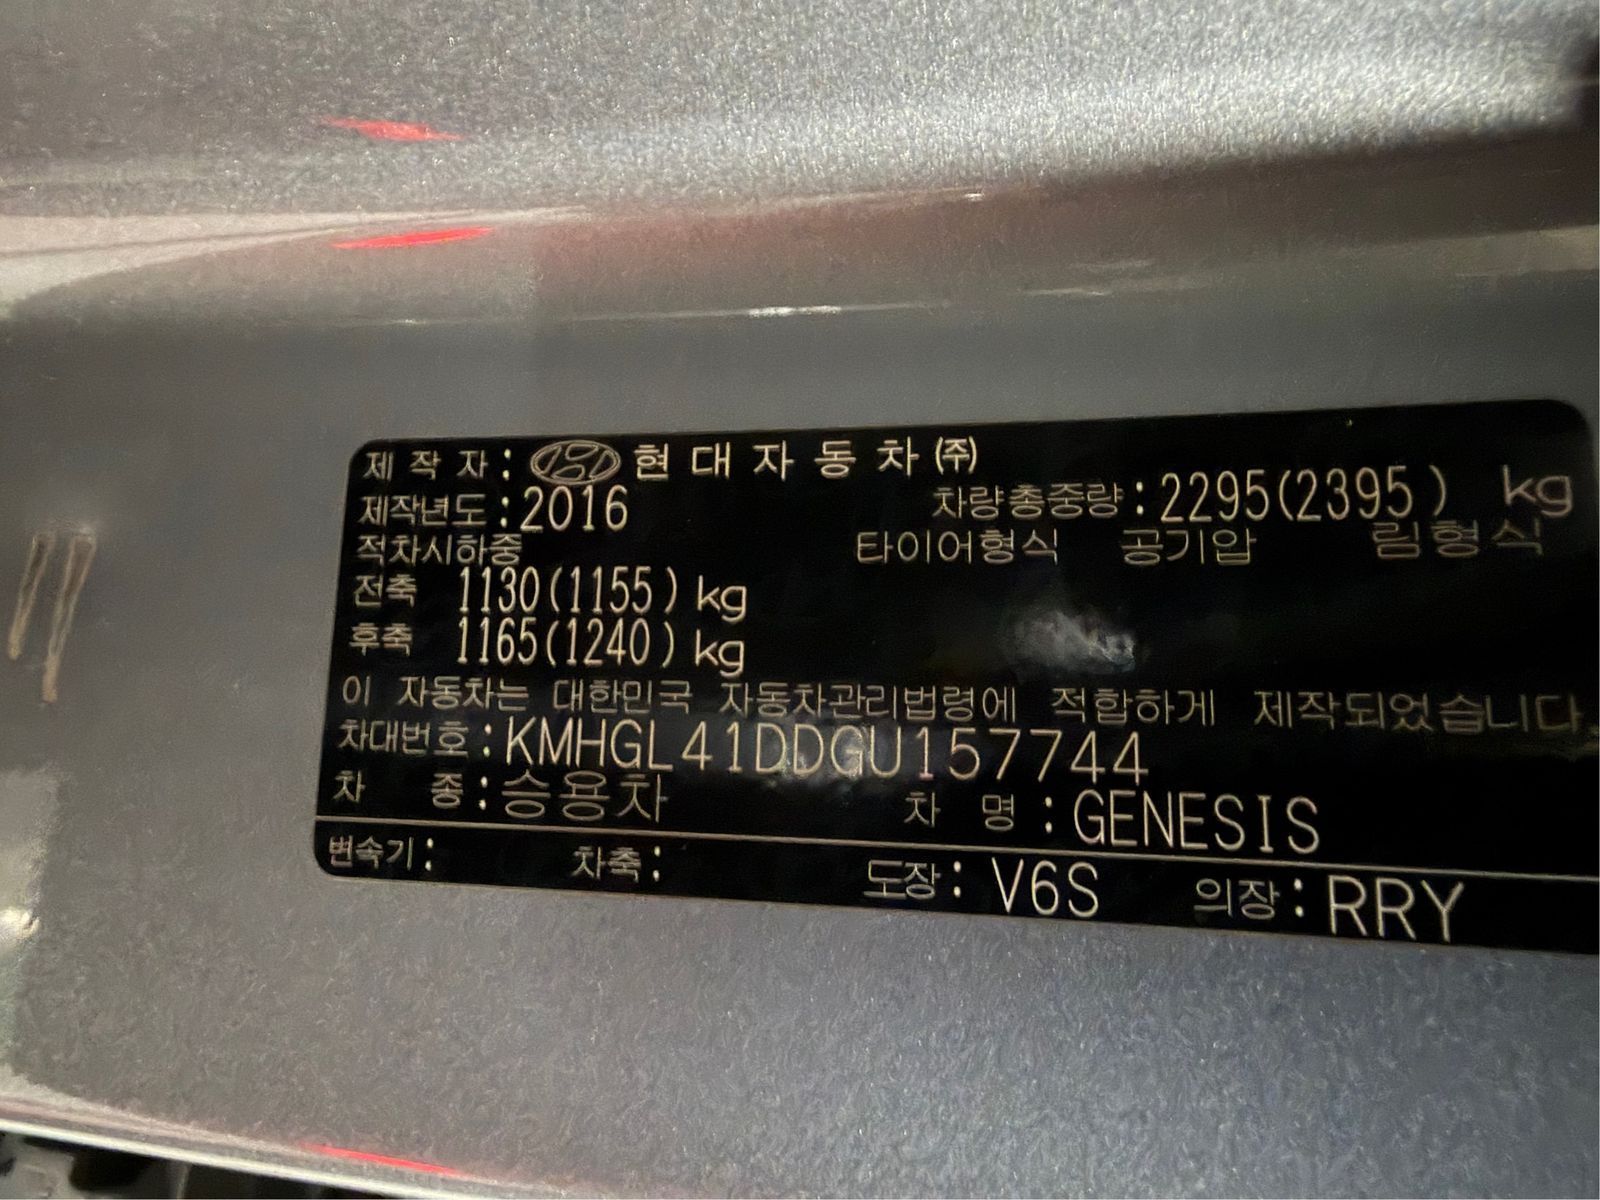 제 작 자 : 현 대 자 동 차 ㈜
제작년도 : 2016 차량총중량 : 2295(2395) kg
적차시하중 타이어형식 공기압 림형식
전축 1130(1155) kg
후축 1165(1240) kg
이 자동차는 대한민국 자동차관리법령에 적합하게 제작되었습니다.
차대번호 : KMHGL41DDGU157744
차 종 : 승용차 차 명 : GENESIS
변속기 : 차축 : 도장 : V6S 의장 : RRY